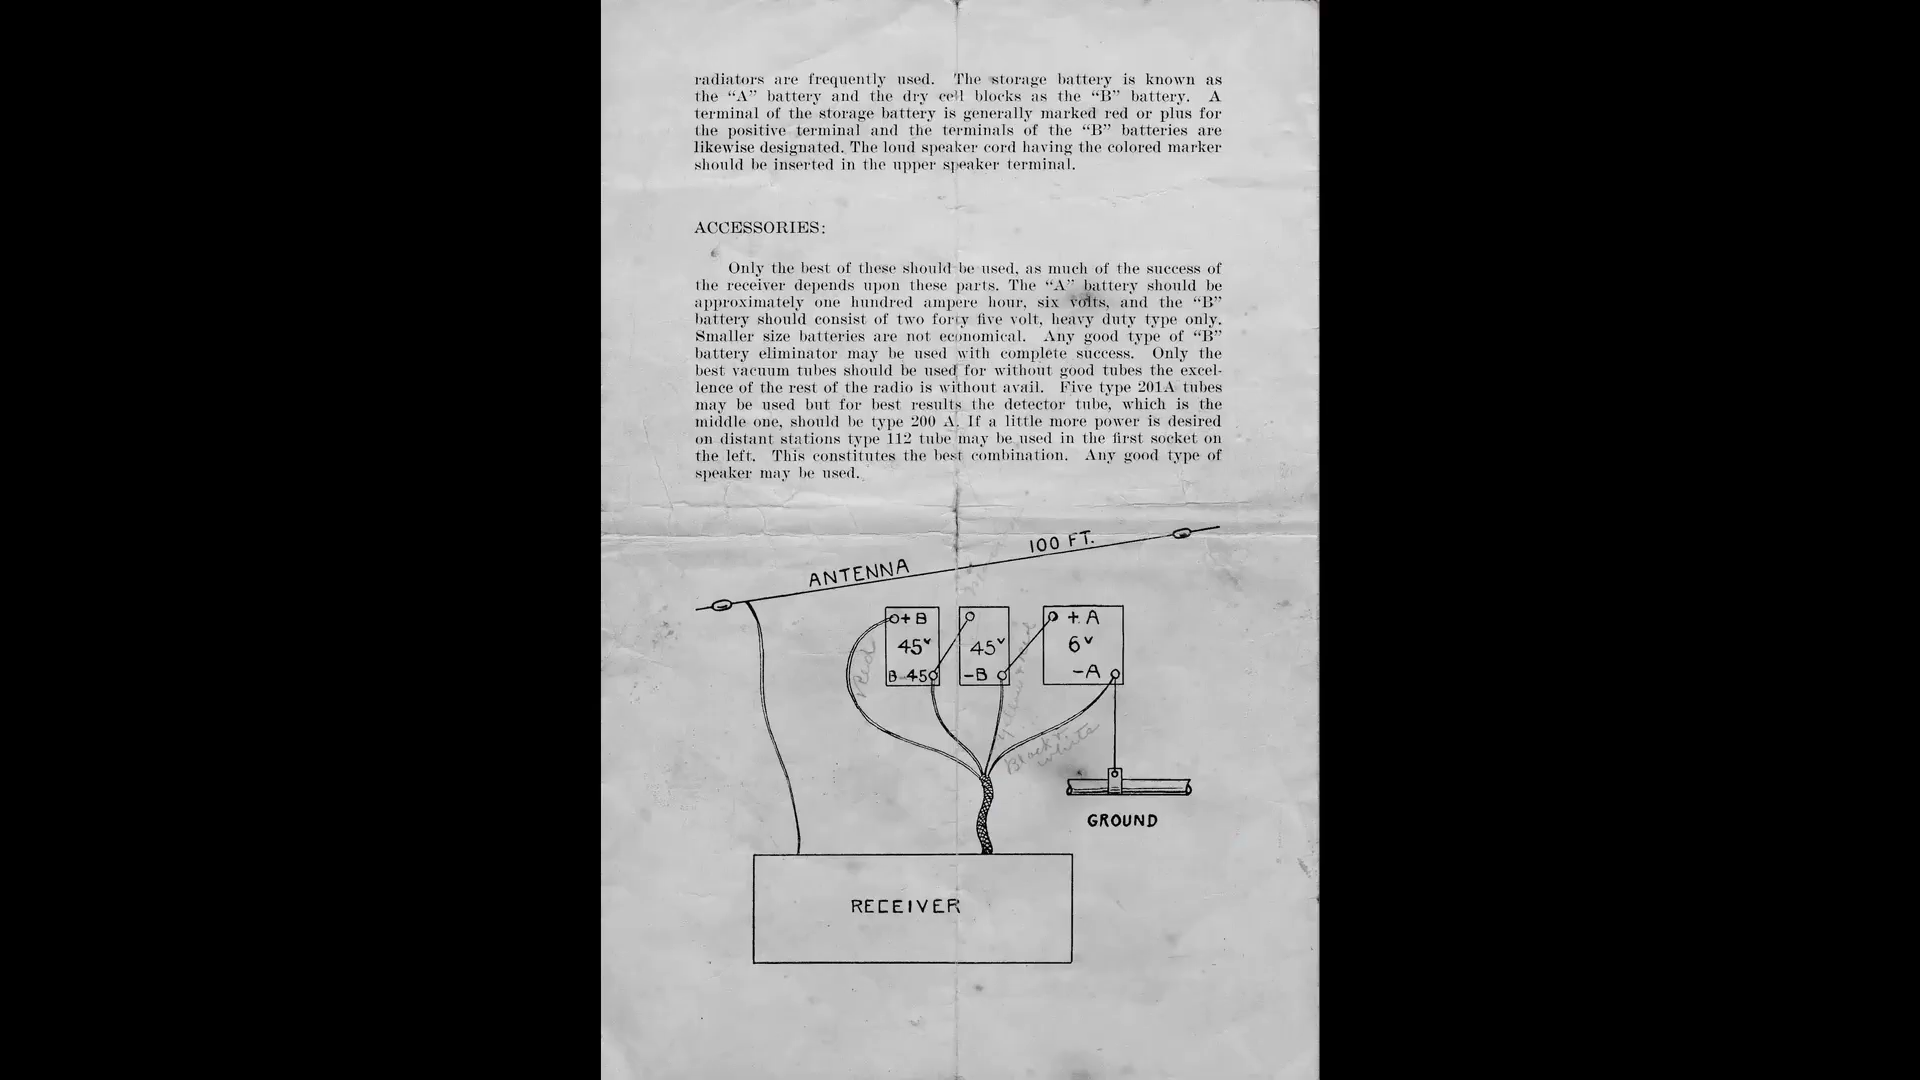 radiators are frequently used. The storage battery is known as
the "A" battery and the dry cell blocks as the "B" battery. A
terminal of the storage battery is generally marked red or plus for
the positive terminal and the terminals of the "B" batteries are
likewise designated. The loud speaker cord having the colored marker
should be inserted in the upper speaker terminal.
ACCESSORIES:
Only the best of these should be used, as much of the success of
the receiver depends upon these parts. The "A" battery should be
approximately one hundred ampere hour, six volts, and the "B"
battery should consist of two forty five volt, heavy duty type only.
Smaller size batteries are not economical. Any good type of "B"
battery eliminator may be used with complete success. Only the
best vacuum tubes should be used for without good tubes the excel-
lence of the rest of the radio is without avail. Five type 201A tubes
may be used but for best results the detector tube, which is the
middle one, should be type 200 A. If a little more power is desired
on distant stations type 112 tube may be used in the first socket on
the left. This constitutes the best combination. Any good type of
speaker may be used.
ANTENNA 100 FT.
+B
45v
B 45
45v
-B
+A
6v
-A
Red
Yellow & Red
Black &
white
GROUND
RECEIVER